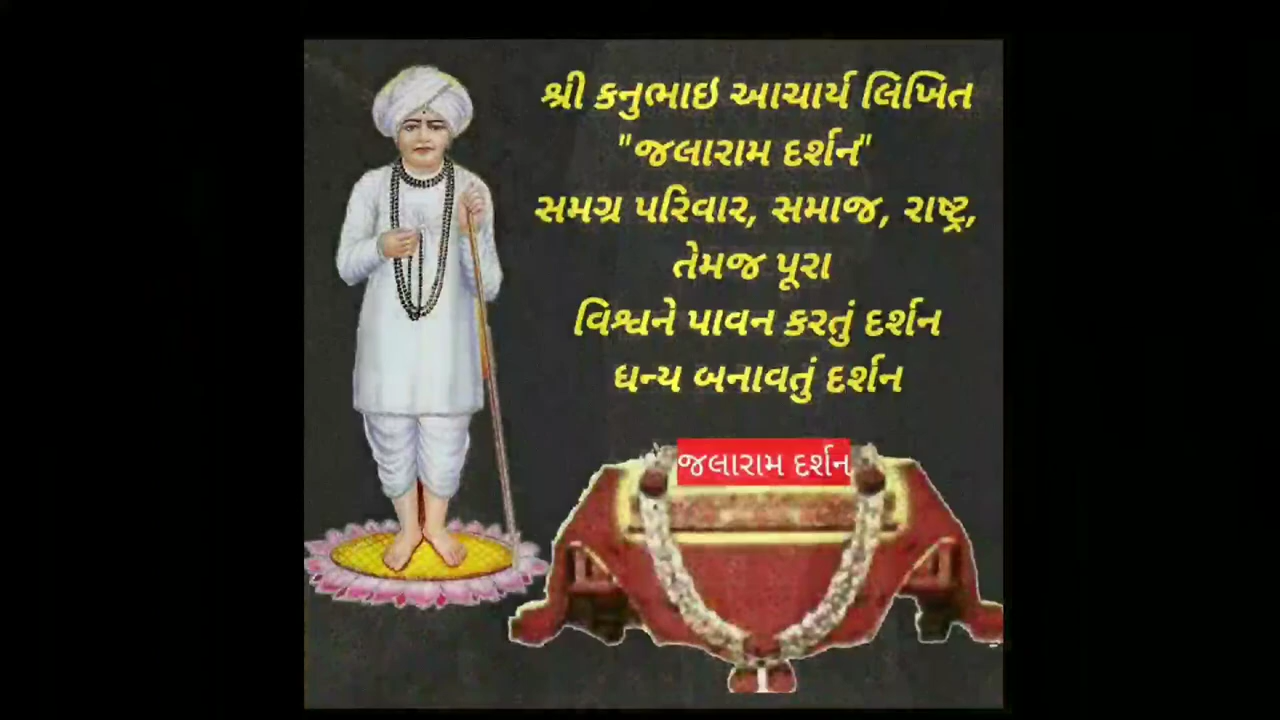 શ્રી કનુભાઇ આચાર્ય લિખિત
"જલારામ દર્શન"
સમગ્ર પરિવાર, સમાજ, રાષ્ટ્ર,
તેમજ પૂરા
વિશ્વને પાવન કરતું દર્શન
ધન્ય બનાવતું દર્શન
જલારામ દર્શન